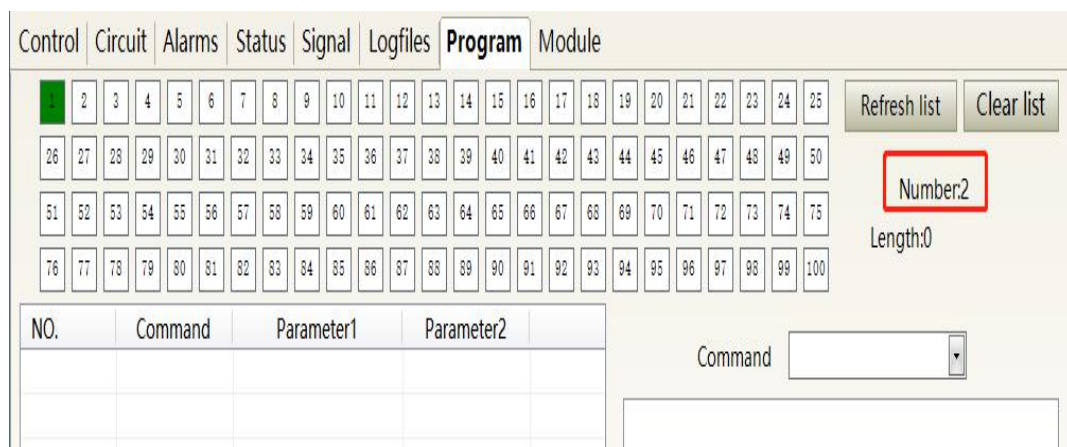 Control Circuit Alarms Status Signal Logfiles Program Module
1 2 3 4 5 6 7 8 9 10 11 12 13 14 15 16 17 18 19 20 21 22 23 24 25 Refresh list Clear list
26 27 28 29 30 31 32 33 34 35 36 37 38 39 40 41 42 43 44 45 46 47 48 49 50
Number:2
51 52 53 54 55 56 57 58 59 60 61 62 63 64 65 66 67 68 69 70 71 72 73 74 75
Length:0
76 77 78 79 80 81 82 83 84 85 86 87 88 89 90 91 92 93 94 95 96 97 98 99 100
NO. Command Parameter1 Parameter2
Command